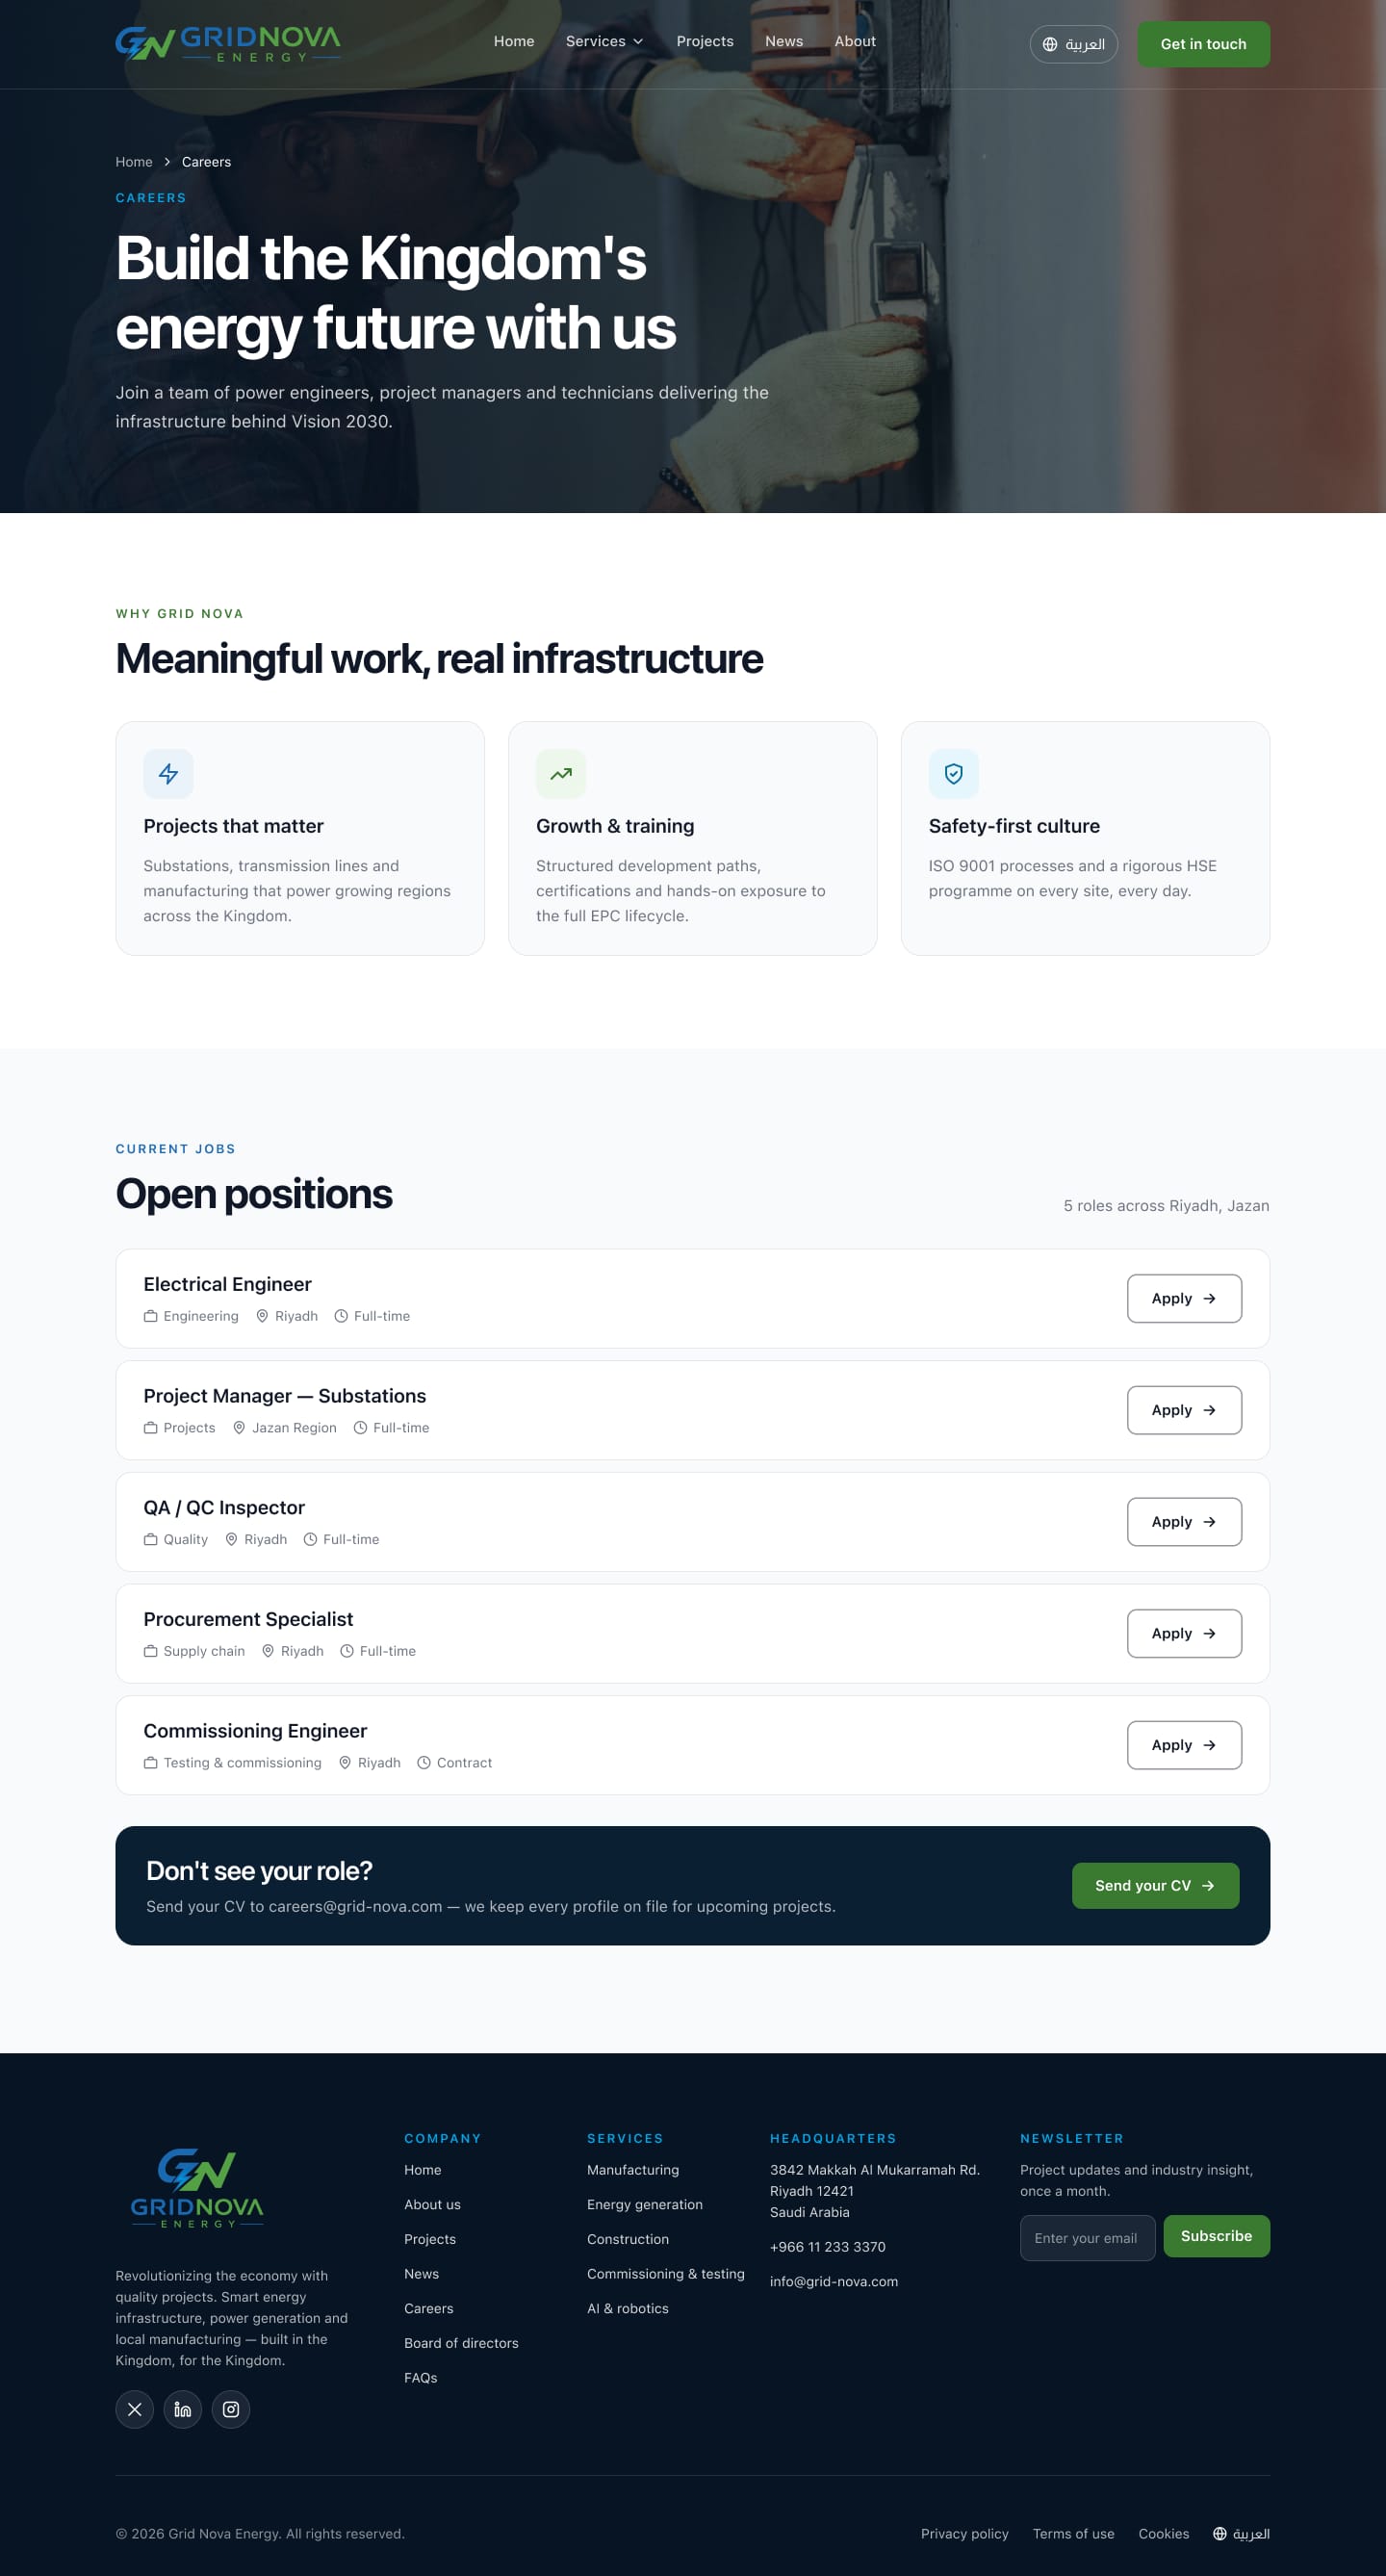 GRIDNOVA
ENERGY
Home
Services
Projects
News
About
العربية
Get in touch
Home > Careers
CAREERS
Build the Kingdom's
energy future with us
Join a team of power engineers, project managers and technicians delivering the
infrastructure behind Vision 2030.
WHY GRID NOVA
Meaningful work, real infrastructure
Projects that matter
Substations, transmission lines and
manufacturing that power growing regions
across the Kingdom.
Growth & training
Structured development paths,
certifications and hands-on exposure to
the full EPC lifecycle.
Safety-first culture
ISO 9001 processes and a rigorous HSE
programme on every site, every day.
CURRENT JOBS
Open positions
5 roles across Riyadh, Jazan
Electrical Engineer
Engineering Riyadh Full-time
Apply →
Project Manager — Substations
Projects Jazan Region Full-time
Apply →
QA / QC Inspector
Quality Riyadh Full-time
Apply →
Procurement Specialist
Supply chain Riyadh Full-time
Apply →
Commissioning Engineer
Testing & commissioning Riyadh Contract
Apply →
Don't see your role?
Send your CV to careers@grid-nova.com — we keep every profile on file for upcoming projects.
Send your CV →
GRIDNOVA
ENERGY
Revolutionizing the economy with
quality projects. Smart energy
infrastructure, power generation and
local manufacturing — built in the
Kingdom, for the Kingdom.
COMPANY
Home
About us
Projects
News
Careers
Board of directors
FAQs
SERVICES
Manufacturing
Energy generation
Construction
Commissioning & testing
AI & robotics
HEADQUARTERS
3842 Makkah Al Mukarramah Rd.
Riyadh 12421
Saudi Arabia
+966 11 233 3370
info@grid-nova.com
NEWSLETTER
Project updates and industry insight,
once a month.
Enter your email
Subscribe
© 2026 Grid Nova Energy. All rights reserved.
Privacy policy
Terms of use
Cookies
العربية